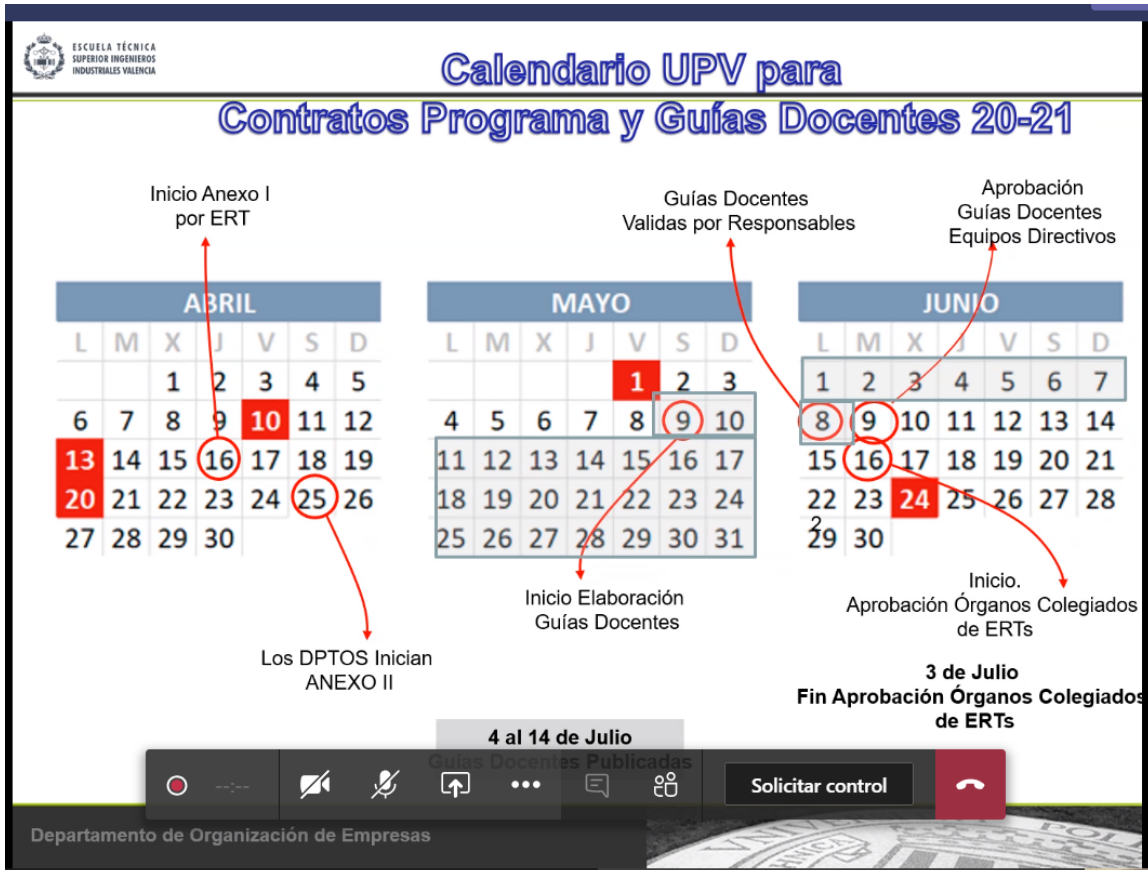 ESCUELA TÉCNICA
SUPERIOR INGENIEROS
INDUSTRIALES VALENCIA
Calendario UPV para
Contratos Programa y Guías Docentes 20-21
Inicio Anexo I
por ERT
Guías Docentes
Validas por Responsables
Aprobación
Guías Docentes
Equipos Directivos
ABRIL
L M X J V S D
1 2 3 4 5
6 7 8 9 10 11 12
13 14 15 16 17 18 19
20 21 22 23 24 25 26
27 28 29 30
MAYO
L M X J V S D
1 2 3
4 5 6 7 8 9 10
11 12 13 14 15 16 17
18 19 20 21 22 23 24
25 26 27 28 29 30 31
JUNIO
L M X J V S D
1 2 3 4 5 6 7
8 9 10 11 12 13 14
15 16 17 18 19 20 21
22 23 24 25 26 27 28
2
29 30
Inicio Elaboración
Guías Docentes
Inicio.
Aprobación Órganos Colegiados
de ERTs
Los DPTOS Inician
ANEXO II
3 de Julio
Fin Aprobación Órganos Colegiados
de ERTs
4 al 14 de Julio
Guías Docentes Publicadas
--:--
Solicitar control
Departamento de Organización de Empresas